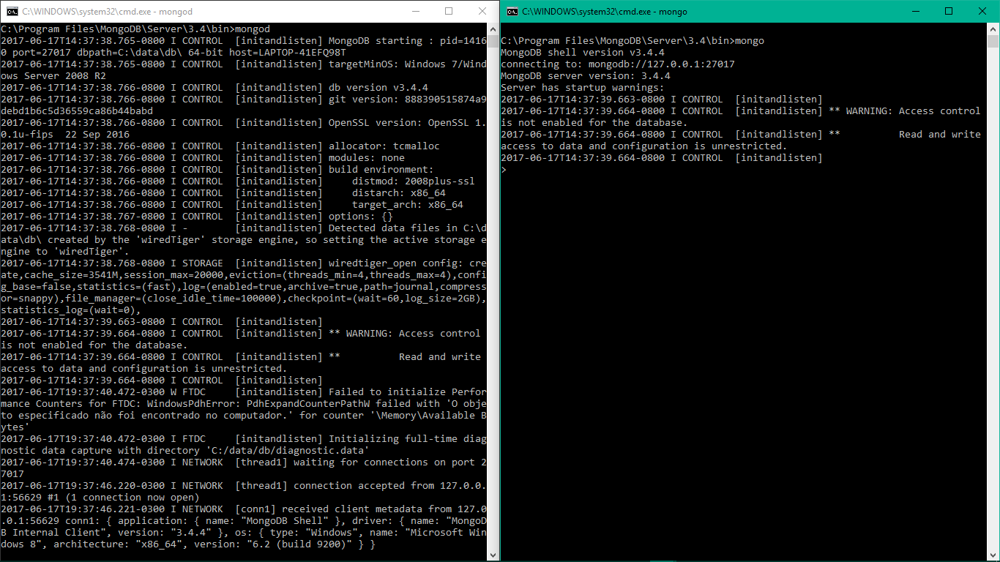 C:\WINDOWS\system32\cmd.exe - mongod
C:\Program Files\MongoDB\Server\3.4\bin>mongod
2017-06-17T14:37:38.765-0800 I CONTROL  [initandlisten] MongoDB starting : pid=1416
0 port=27017 dbpath=C:\data\db\ 64-bit host=LAPTOP-41EFQ98T
2017-06-17T14:37:38.765-0800 I CONTROL  [initandlisten] targetMinOS: Windows 7/Wind
ows Server 2008 R2
2017-06-17T14:37:38.766-0800 I CONTROL  [initandlisten] db version v3.4.4
2017-06-17T14:37:38.766-0800 I CONTROL  [initandlisten] git version: 888390515874a9
debd1b6c5d36559ca86b44babd
2017-06-17T14:37:38.766-0800 I CONTROL  [initandlisten] OpenSSL version: OpenSSL 1.
0.1u-fips  22 Sep 2016
2017-06-17T14:37:38.766-0800 I CONTROL  [initandlisten] allocator: tcmalloc
2017-06-17T14:37:38.766-0800 I CONTROL  [initandlisten] modules: none
2017-06-17T14:37:38.766-0800 I CONTROL  [initandlisten] build environment:
2017-06-17T14:37:38.766-0800 I CONTROL  [initandlisten]     distmod: 2008plus-ssl
2017-06-17T14:37:38.766-0800 I CONTROL  [initandlisten]     distarch: x86_64
2017-06-17T14:37:38.766-0800 I CONTROL  [initandlisten]     target_arch: x86_64
2017-06-17T14:37:38.767-0800 I CONTROL  [initandlisten] options: {}
2017-06-17T14:37:38.768-0800 I -        [initandlisten] Detected data files in C:\d
ata\db\ created by the 'wiredTiger' storage engine, so setting the active storage e
ngine to 'wiredTiger'.
2017-06-17T14:37:38.768-0800 I STORAGE  [initandlisten] wiredtiger_open config: cre
ate,cache_size=3541M,session_max=20000,eviction=(threads_min=4,threads_max=4),confi
g_base=false,statistics=(fast),log=(enabled=true,archive=true,path=journal,compress
or=snappy),file_manager=(close_idle_time=100000),checkpoint=(wait=60,log_size=2GB),
statistics_log=(wait=0),
2017-06-17T14:37:39.663-0800 I CONTROL  [initandlisten]
2017-06-17T14:37:39.664-0800 I CONTROL  [initandlisten] ** WARNING: Access control
is not enabled for the database.
2017-06-17T14:37:39.664-0800 I CONTROL  [initandlisten] **          Read and write
access to data and configuration is unrestricted.
2017-06-17T14:37:39.664-0800 I CONTROL  [initandlisten]
2017-06-17T19:37:40.472-0300 W FTDC     [initandlisten] Failed to initialize Perfor
mance Counters for FTDC: WindowsPdhError: PdhExpandCounterPathW failed with 'O obje
to especificado não foi encontrado no computador.' for counter '\Memory\Available B
ytes'
2017-06-17T19:37:40.472-0300 I FTDC     [initandlisten] Initializing full-time diag
nostic data capture with directory 'C:/data/db/diagnostic.data'
2017-06-17T19:37:40.474-0300 I NETWORK  [thread1] waiting for connections on port 2
7017
2017-06-17T19:37:46.220-0300 I NETWORK  [thread1] connection accepted from 127.0.0.
1:56629 #1 (1 connection now open)
2017-06-17T19:37:46.221-0300 I NETWORK  [conn1] received client metadata from 127.0
.0.1:56629 conn1: { application: { name: "MongoDB Shell" }, driver: { name: "MongoD
B Internal Client", version: "3.4.4" }, os: { type: "Windows", name: "Microsoft Win
dows 8", architecture: "x86_64", version: "6.2 (build 9200)" } }
C:\WINDOWS\system32\cmd.exe - mongo
C:\Program Files\MongoDB\Server\3.4\bin>mongo
MongoDB shell version v3.4.4
connecting to: mongodb://127.0.0.1:27017
MongoDB server version: 3.4.4
Server has startup warnings:
2017-06-17T14:37:39.663-0800 I CONTROL  [initandlisten]
2017-06-17T14:37:39.664-0800 I CONTROL  [initandlisten] ** WARNING: Access control
is not enabled for the database.
2017-06-17T14:37:39.664-0800 I CONTROL  [initandlisten] **          Read and write
access to data and configuration is unrestricted.
2017-06-17T14:37:39.664-0800 I CONTROL  [initandlisten]
>